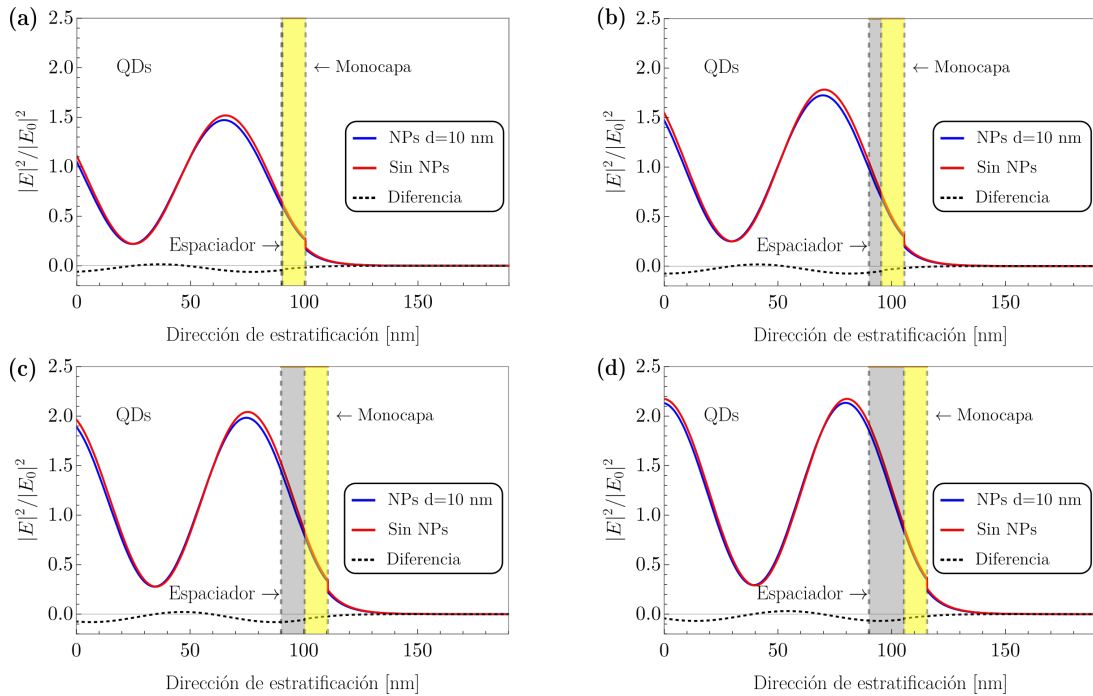 (a)
2.5
2.0
1.5
1.0
0.5
0.0
|E|²/|E₀|²
QDs
← Monocapa
NPs d=10 nm
Sin NPs
Diferencia
Espaciador →
0 50 100 150
Dirección de estratificación [nm]
(b)
2.5
2.0
1.5
1.0
0.5
0.0
|E|²/|E₀|²
QDs
← Monocapa
NPs d=10 nm
Sin NPs
Diferencia
Espaciador →
0 50 100 150
Dirección de estratificación [nm]
(c)
2.5
2.0
1.5
1.0
0.5
0.0
|E|²/|E₀|²
QDs
← Monocapa
NPs d=10 nm
Sin NPs
Diferencia
Espaciador →
0 50 100 150
Dirección de estratificación [nm]
(d)
2.5
2.0
1.5
1.0
0.5
0.0
|E|²/|E₀|²
QDs
← Monocapa
NPs d=10 nm
Sin NPs
Diferencia
Espaciador →
0 50 100 150
Dirección de estratificación [nm]